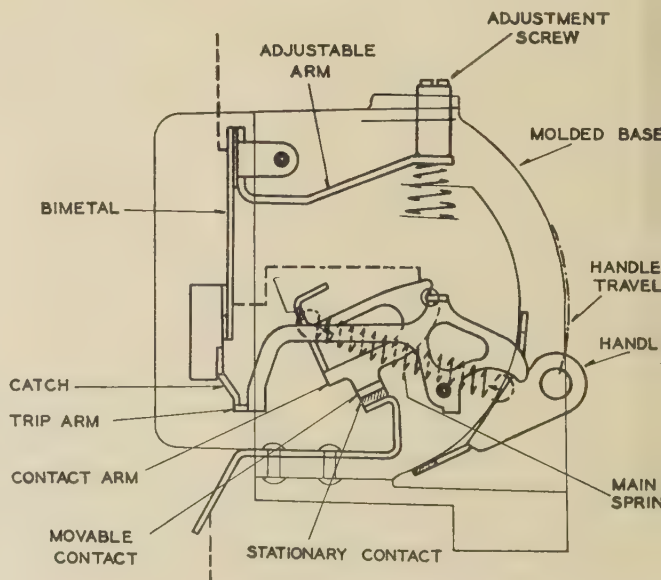 ADJUSTMENT
SCREW
ADJUSTABLE
ARM
MOLDED BASE
BIMETAL
HANDLE
TRAVEL
HANDL
CATCH
TRIP ARM
CONTACT ARM
MAIN
SPRIN
MOVABLE
CONTACT
STATIONARY CONTACT